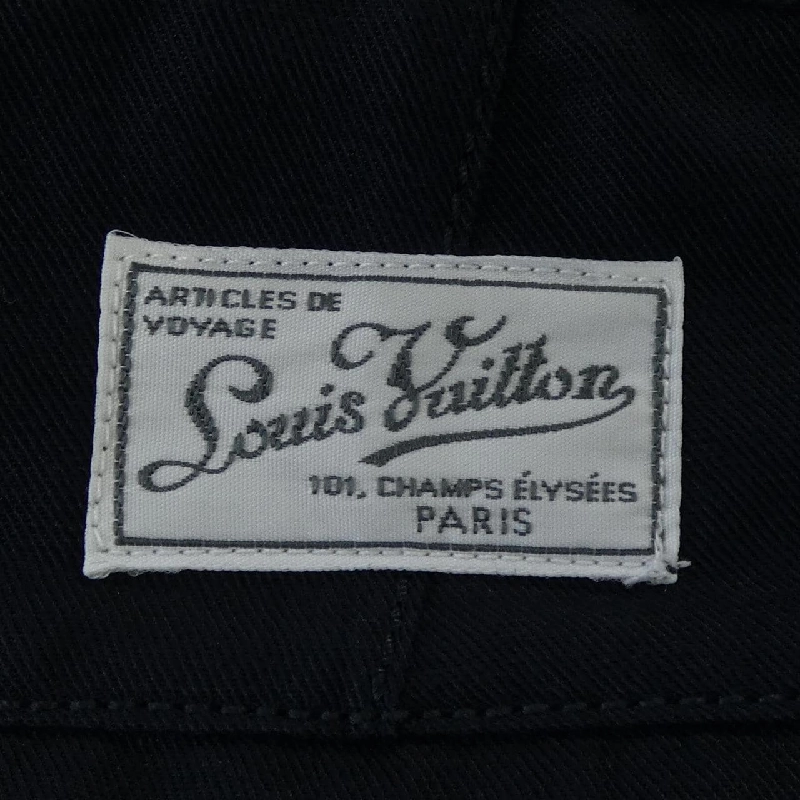 ARTICLES DE
VOYAGE
Louis Vuitton
101, CHAMPS ÉLYSÉES
PARIS